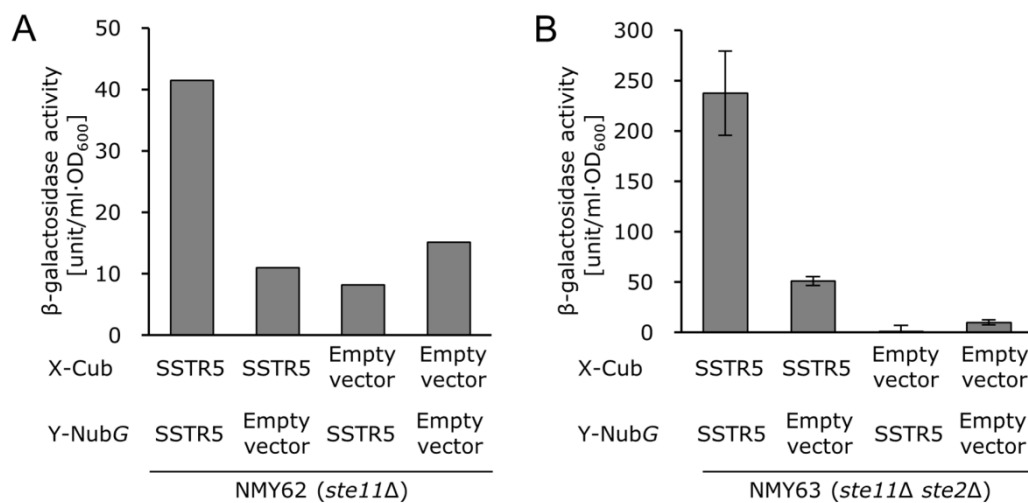 A
β-galactosidase activity
[unit/ml·OD600]
50
40
30
20
10
0
X-Cub SSTR5 SSTR5 Empty vector Empty vector
Y-NubG SSTR5 Empty vector SSTR5 Empty vector
NMY62 (ste11Δ)
B
β-galactosidase activity
[unit/ml·OD600]
300
250
200
150
100
50
0
X-Cub SSTR5 SSTR5 Empty vector Empty vector
Y-NubG SSTR5 Empty vector SSTR5 Empty vector
NMY63 (ste11Δ ste2Δ)